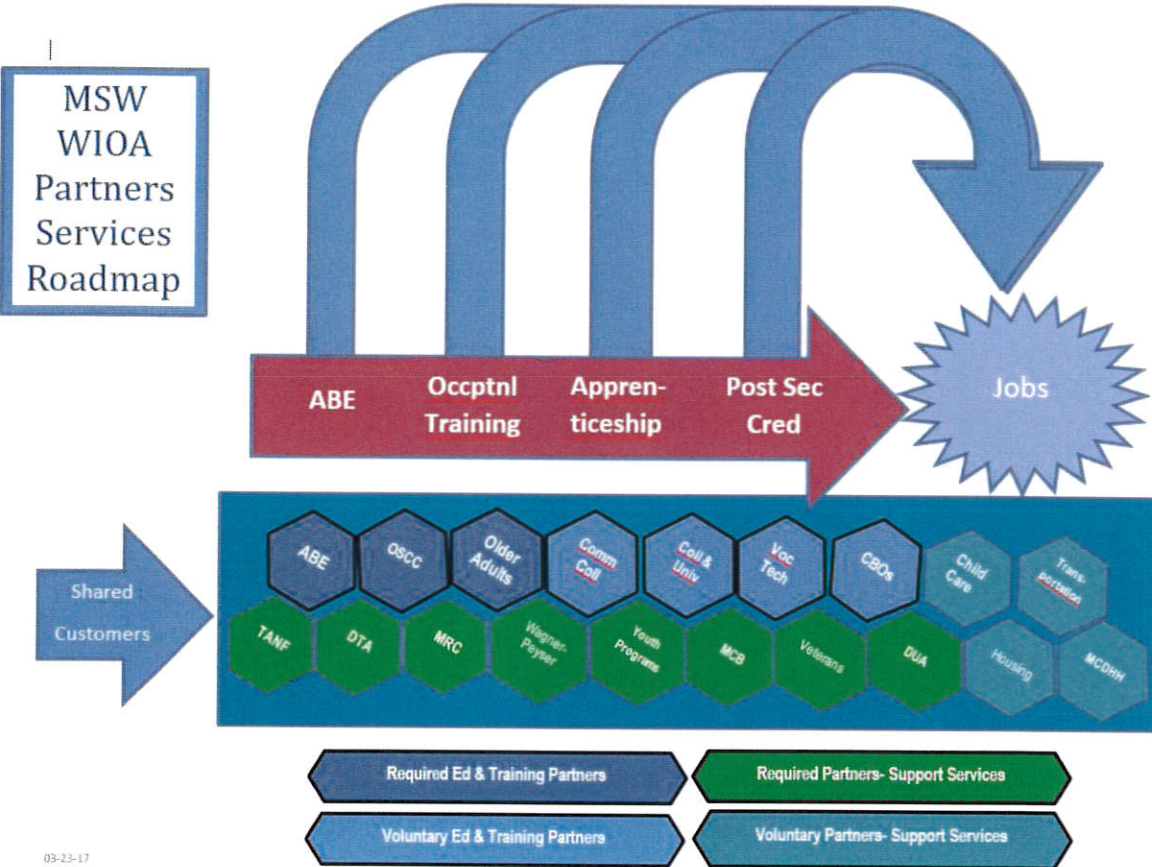 MSW
WIOA
Partners
Services
Roadmap
ABE
Occptnl
Training
Appren-
ticeship
Post Sec
Cred
Jobs
Shared
Customers
ABE
OSCC
Older
Adults
Comm
Coll
Coll &
Univ
Voc
Tech
CBOs
Child
Care
Trans-
portation
TANF
DTA
MRC
Wagner-
Peyser
Youth
Programs
MCB
Veterans
DUA
Housing
MCDHH
Required Ed & Training Partners
Required Partners- Support Services
Voluntary Ed & Training Partners
Voluntary Partners- Support Services
03-23-17